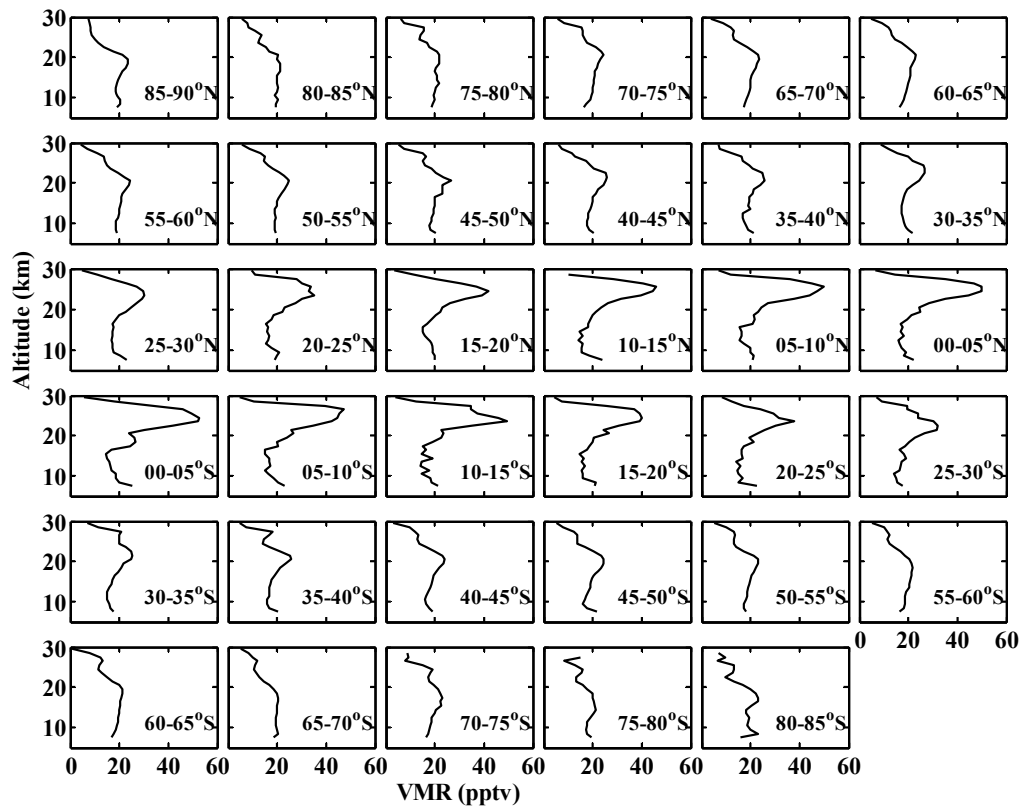 30
20
10
85-90°N 80-85°N 75-80°N 70-75°N 65-70°N 60-65°N
30
20
10
55-60°N 50-55°N 45-50°N 40-45°N 35-40°N 30-35°N
Altitude (km)
30
20
10
25-30°N 20-25°N 15-20°N 10-15°N 05-10°N 00-05°N
30
20
10
00-05°S 05-10°S 10-15°S 15-20°S 20-25°S 25-30°S
30
20
10
30-35°S 35-40°S 40-45°S 45-50°S 50-55°S 55-60°S
0 20 40 60
30
20
10
60-65°S 65-70°S 70-75°S 75-80°S 80-85°S
0 20 40 60 20 40 60 20 40 60 20 40 60 20 40 60
VMR (pptv)